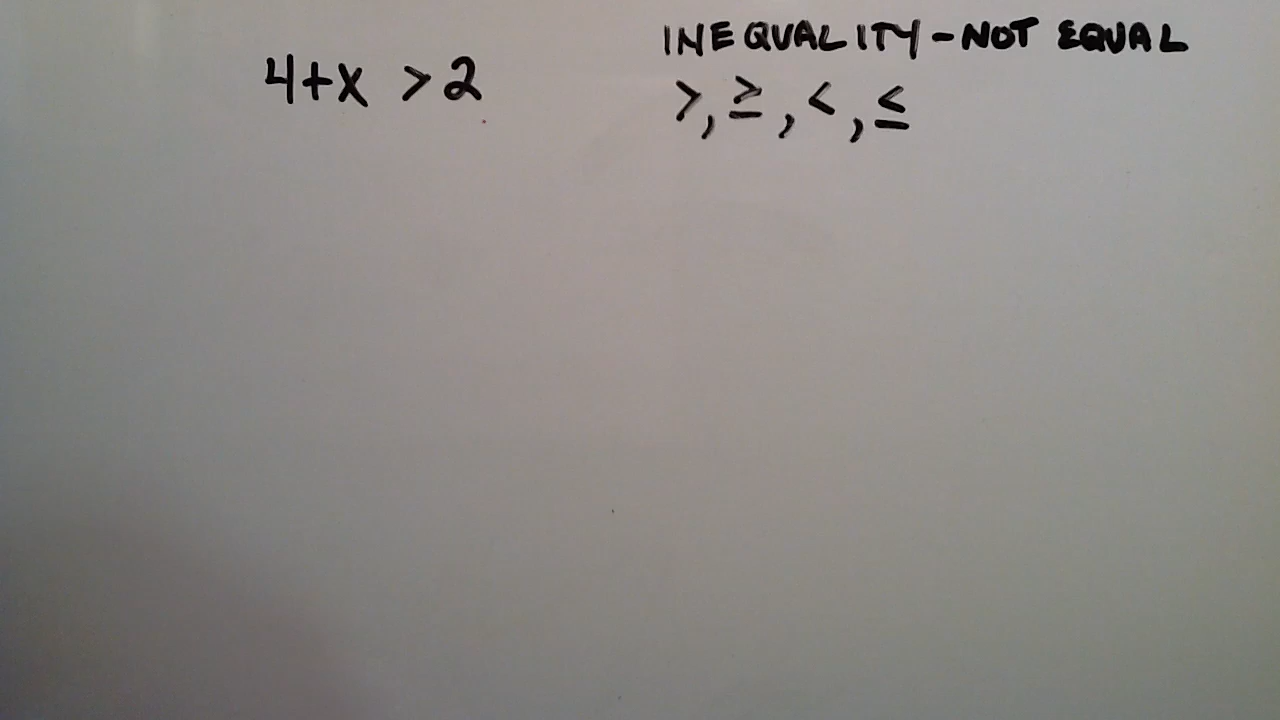 4+x >2
INEQUALITY - NOT EQUAL
>, ≥, <, ≤